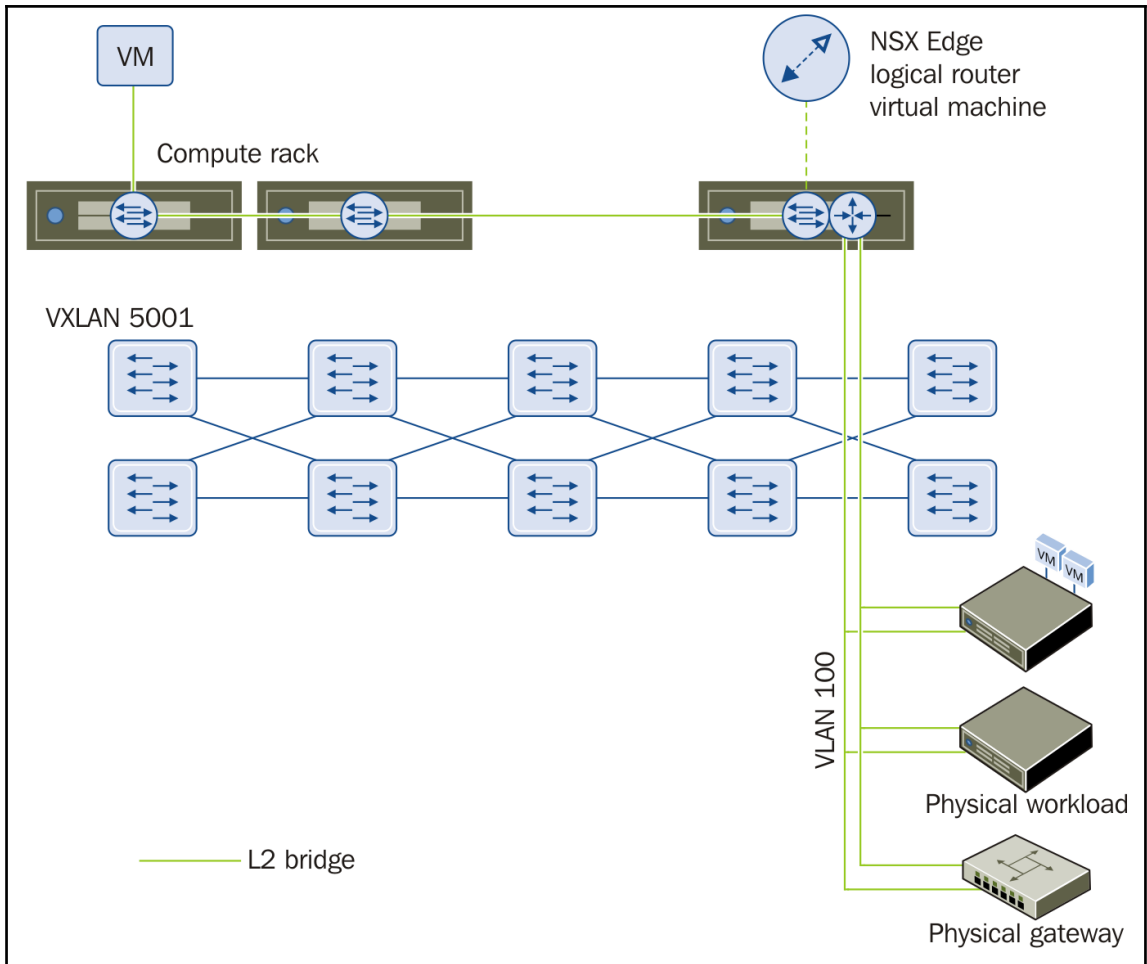 VM
NSX Edge
logical router
virtual machine
Compute rack
VXLAN 5001
VM
VM
VLAN 100
Physical workload
L2 bridge
Physical gateway